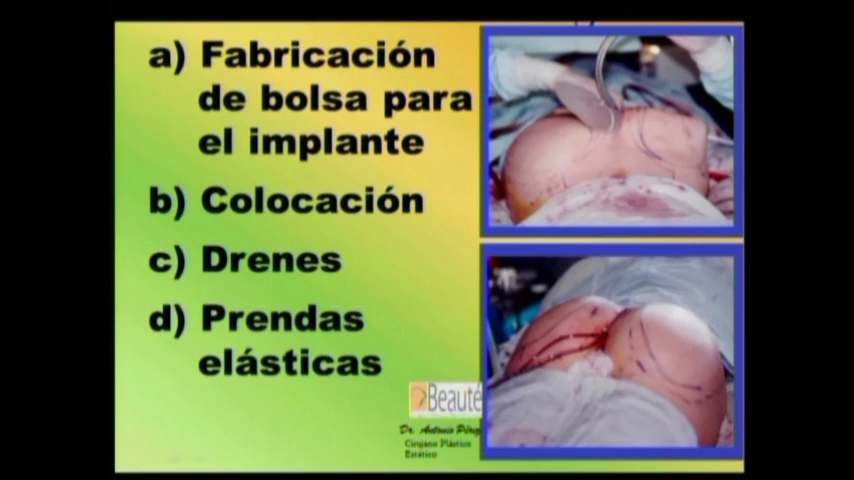 a) Fabricación
de bolsa para
el implante
b) Colocación
c) Drenes
d) Prendas
elásticas
Beauté
Dr. Antonio
Cirujano Plástico
Estético